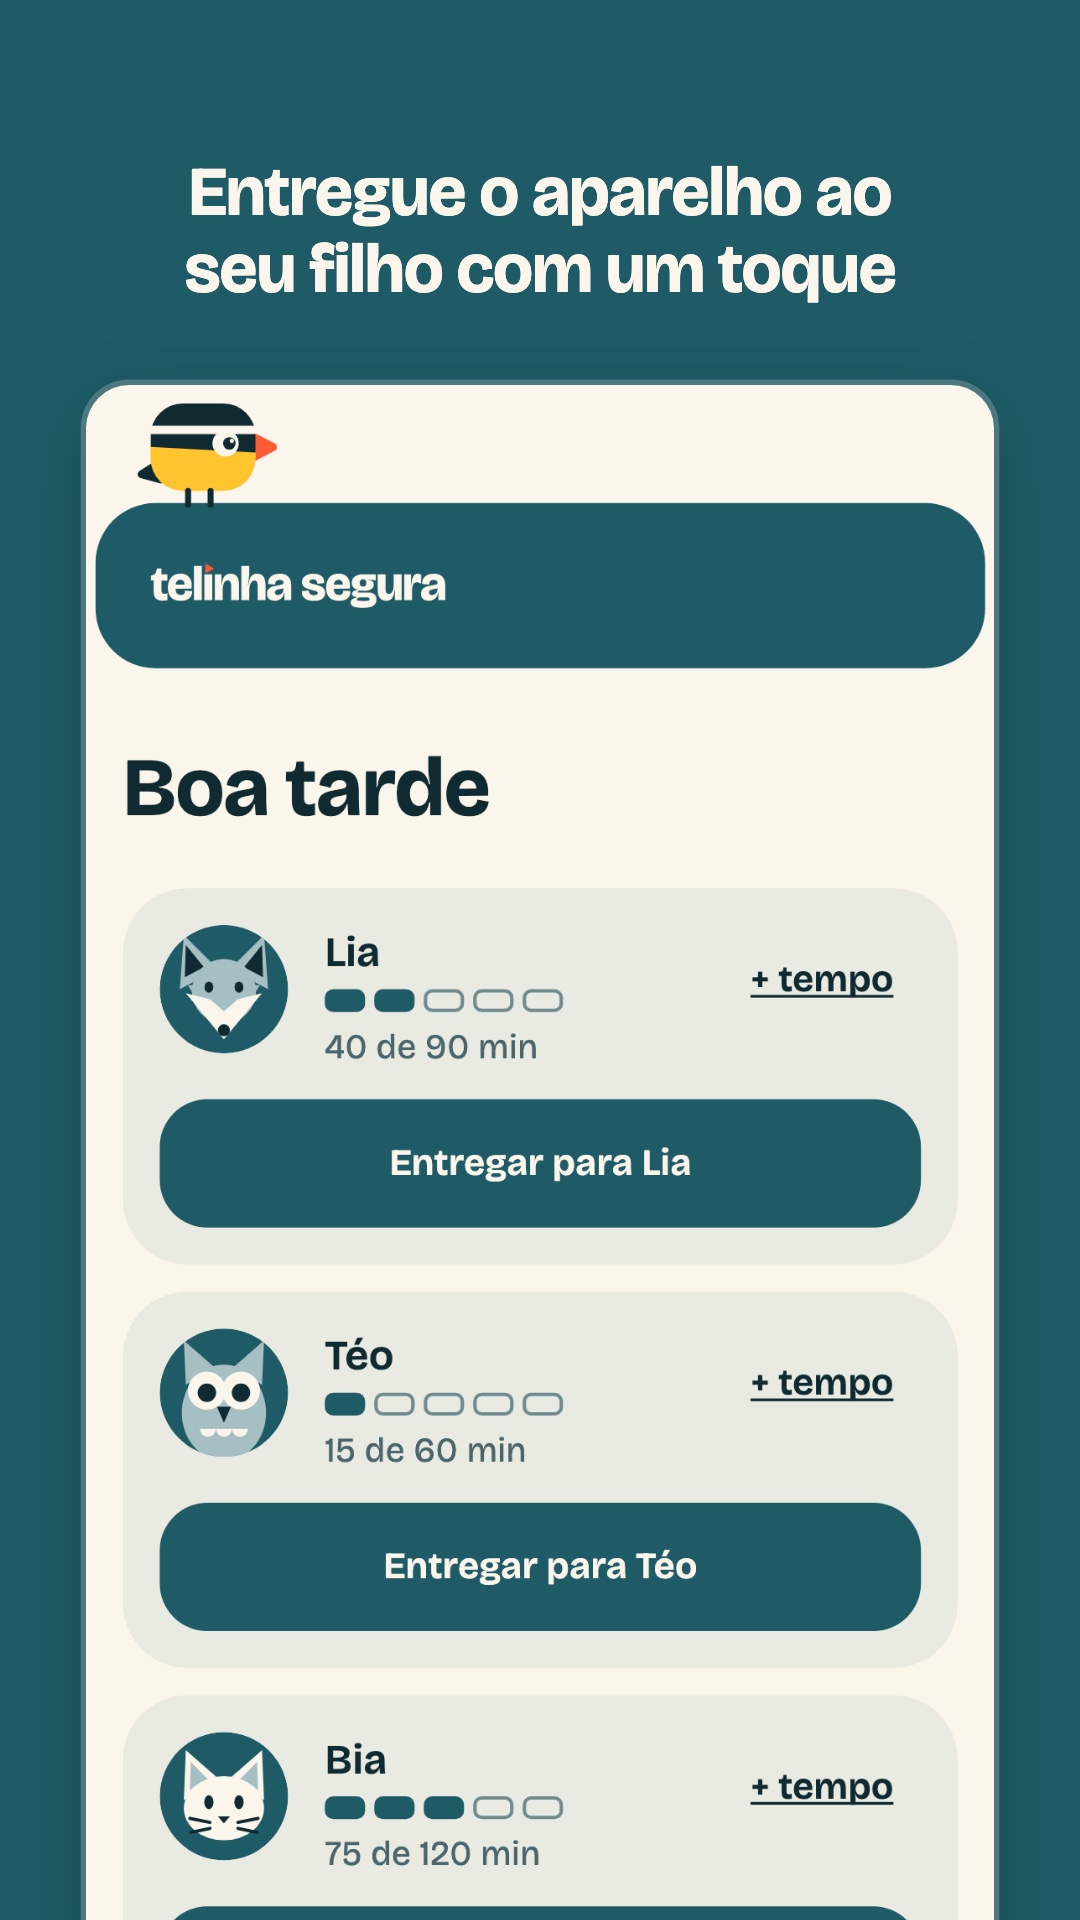 Entregue o aparelho ao
seu filho com um toque
telinha segura
Boa tarde
Lia
+ tempo
40 de 90 min
Entregar para Lia
Téo
+ tempo
15 de 60 min
Entregar para Téo
Bia
+ tempo
75 de 120 min